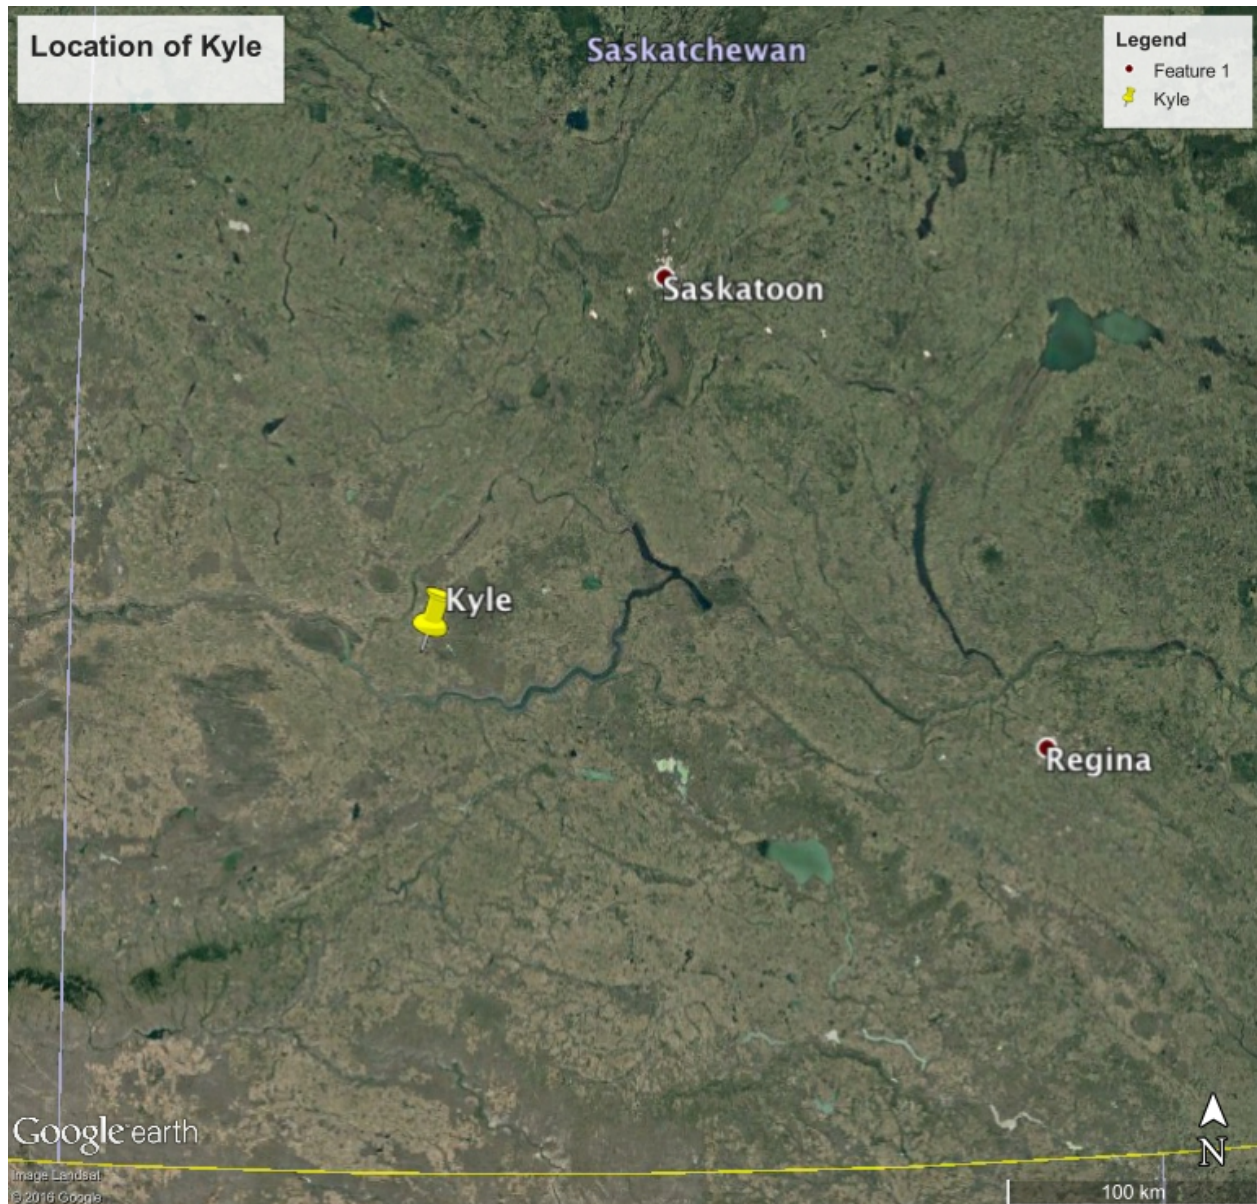 Location of Kyle
Saskatchewan
Legend
Feature 1
Kyle
Saskatoon
Kyle
Regina
Google earth
N
Image Landsat
© 2016 Google
100 km